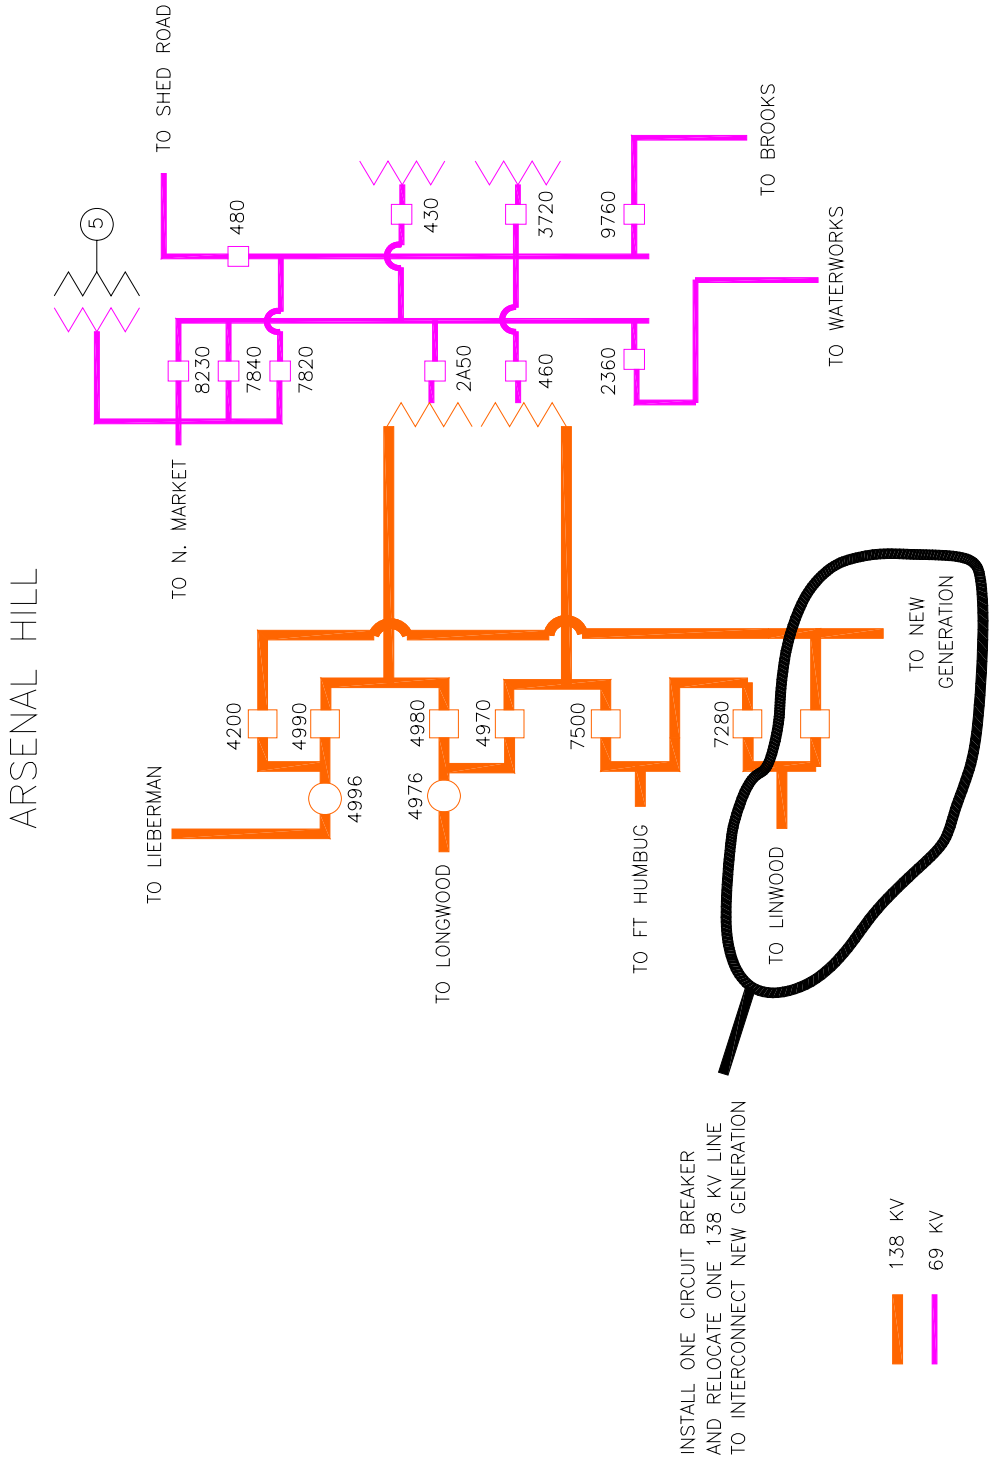 ARSENAL HILL
TO LIEBERMAN
TO N. MARKET
TO SHED ROAD
5
8230
7840
7820
480
4200
4990
4996
4980
4976
4970
2A50
460
430
3720
TO LONGWOOD
7500
7280
2360
9760
TO FT HUMBUG
TO LINWOOD
TO WATERWORKS
TO BROOKS
TO NEW
GENERATION
INSTALL ONE CIRCUIT BREAKER
AND RELOCATE ONE 138 KV LINE
TO INTERCONNECT NEW GENERATION
138 KV
69 KV